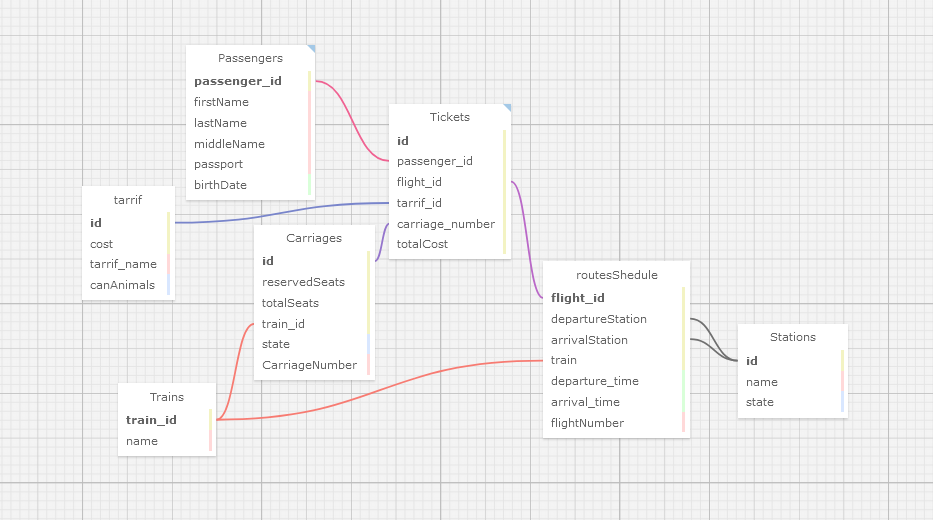 Passengers
passenger_id
firstName
lastName
middleName
passport
birthDate
Tickets
id
passenger_id
flight_id
tarrif_id
carriage_number
totalCost
tarrif
id
cost
tarrif_name
canAnimals
Carriages
id
reservedSeats
totalSeats
train_id
state
CarriageNumber
routesShedule
flight_id
departureStation
arrivalStation
train
departure_time
arrival_time
flightNumber
Stations
id
name
state
Trains
train_id
name